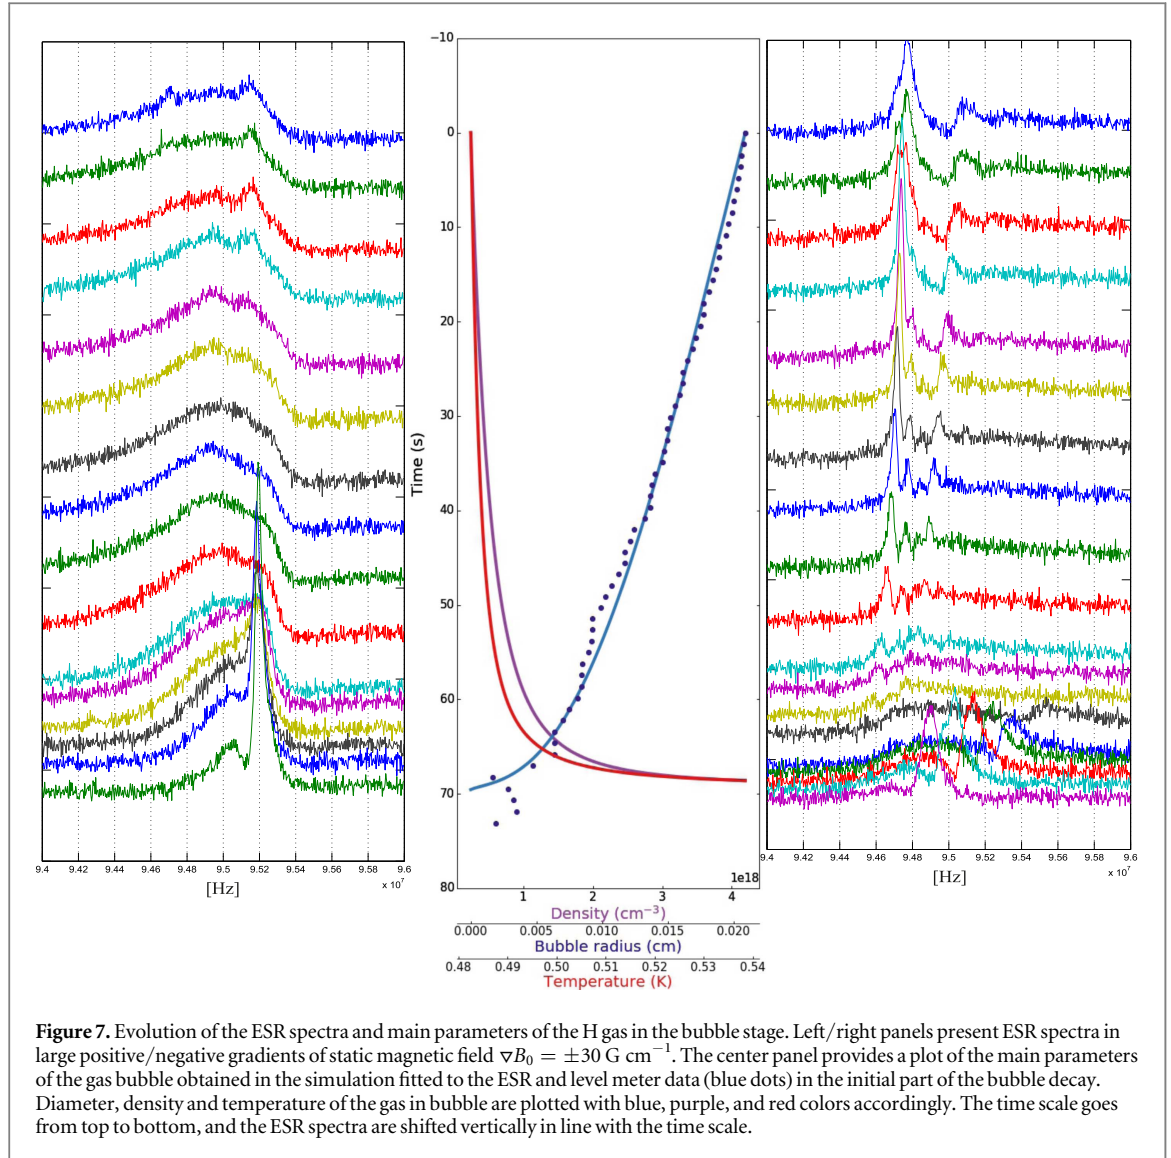 −10
0
10
20
30
40
50
60
70
80
Time (s)
9.4 9.42 9.44 9.46 9.48 9.5 9.52 9.54 9.56 9.58 9.6
x 10⁷
[Hz]
1e18
1 2 3 4
Density (cm⁻³)
0.000 0.005 0.010 0.015 0.020
Bubble radius (cm)
0.48 0.49 0.50 0.51 0.52 0.53 0.54
Temperature (K)
9.4 9.42 9.44 9.46 9.48 9.5 9.52 9.54 9.56 9.58 9.6
x 10⁷
[Hz]
Figure 7. Evolution of the ESR spectra and main parameters of the H gas in the bubble stage. Left/right panels present ESR spectra in
large positive/negative gradients of static magnetic field ∇B₀ = ±30 G cm⁻¹. The center panel provides a plot of the main parameters
of the gas bubble obtained in the simulation fitted to the ESR and level meter data (blue dots) in the initial part of the bubble decay.
Diameter, density and temperature of the gas in bubble are plotted with blue, purple, and red colors accordingly. The time scale goes
from top to bottom, and the ESR spectra are shifted vertically in line with the time scale.